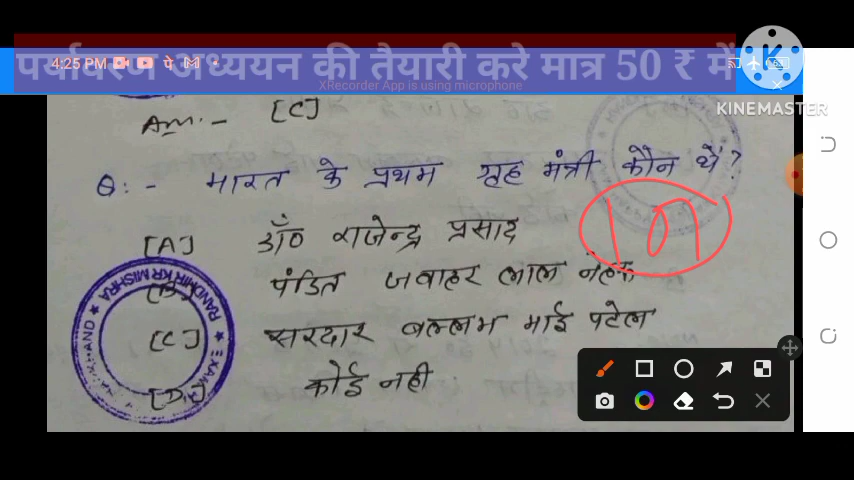 पर्यावरण अध्ययन की तैयारी करे मात्र 50 ₹ में
4:25 PM
XRecorder App is using microphone
KINEMASTER
Ans:- [C]
Q:- भारत के प्रथम गृह मंत्री कौन थे?
[A] डॉ० राजेन्द्र प्रसाद
[B] पंडित जवाहर लाल नेहरू
[C] सरदार बल्लभ भाई पटेल
[D] कोई नही
RANDHIR KR MISHRA